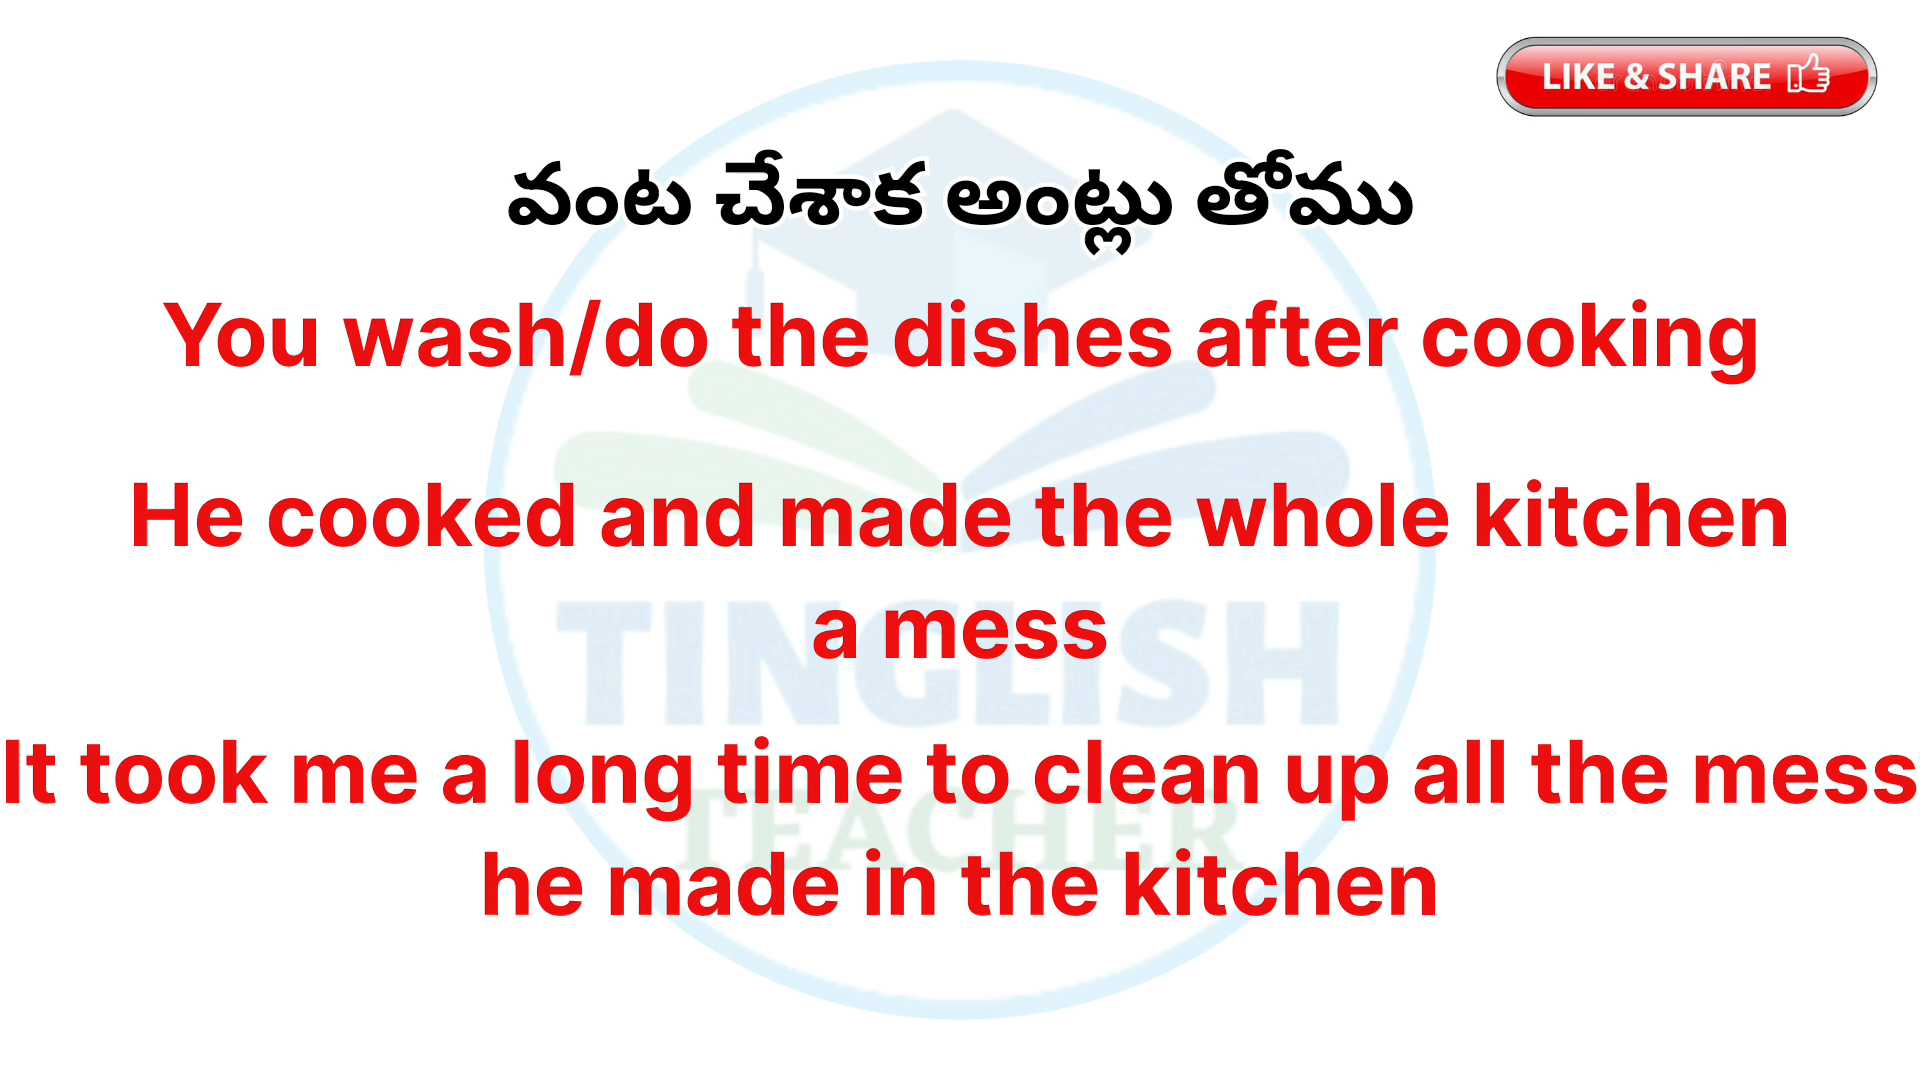 LIKE & SHARE
వంట చేశాక అంట్లు తోము
You wash/do the dishes after cooking
He cooked and made the whole kitchen
a mess
It took me a long time to clean up all the mess
he made in the kitchen
TINGLISH
TEACHER